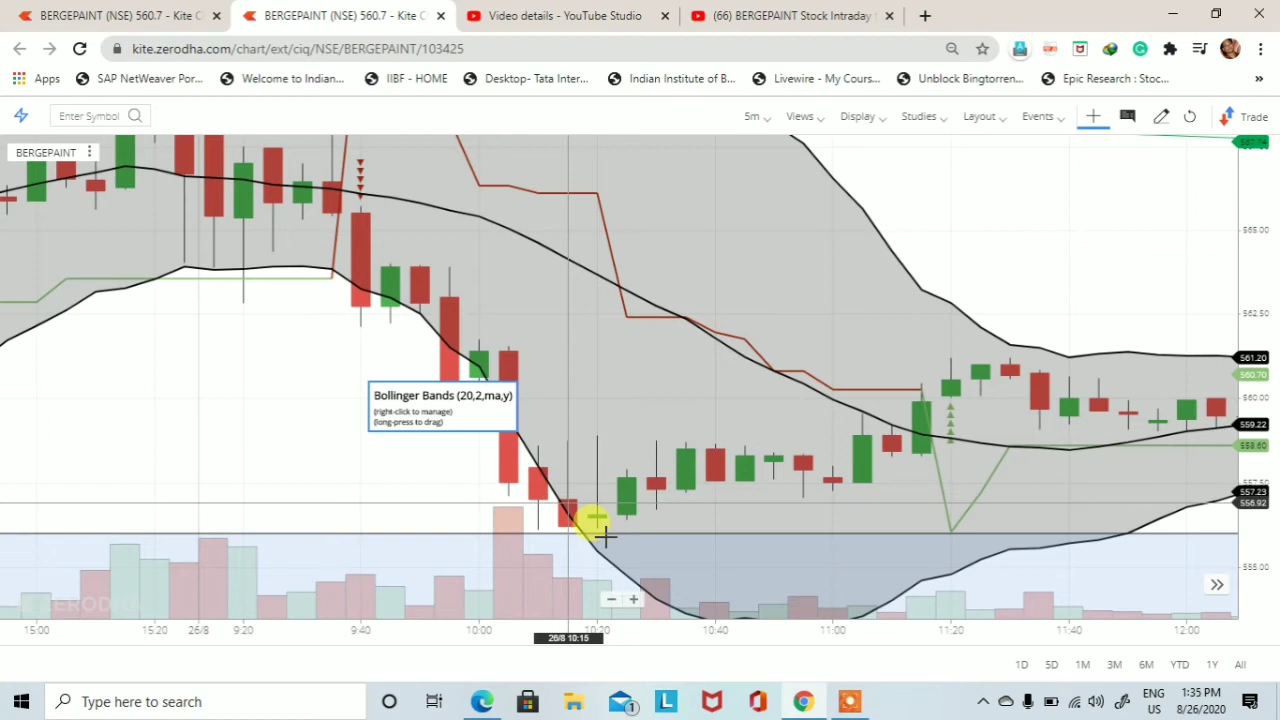 BERGEPAINT (NSE) 560.7 - Kite C
BERGEPAINT (NSE) 560.7 - Kite C
Video details - YouTube Studio
(66) BERGEPAINT Stock Intraday t
kite.zerodha.com/chart/ext/ciq/NSE/BERGEPAINT/103425
Apps
SAP NetWeaver Por...
Welcome to Indian...
IIBF - HOME
Desktop- Tata Inter...
Indian Institute of B...
Livewire - My Cours...
Unblock Bingtorren...
Epic Research : Stoc...
»
Enter Symbol
5m
Views
Display
Studies
Layout
Events
Trade
BERGEPAINT
565.00
562.50
561.20
560.70
560.00
559.22
558.60
557.23
556.92
555.00
Bollinger Bands (20,2,ma,y)
(right-click to manage)
(long-press to drag)
ZERODHA
15:00
15:20
26/8
9:20
9:40
10:00
10:20
10:40
11:00
11:20
11:40
12:00
26/8 10:15
1D
5D
1M
3M
6M
YTD
1Y
All
Type here to search
1
ENG
US
1:35 PM
8/26/2020